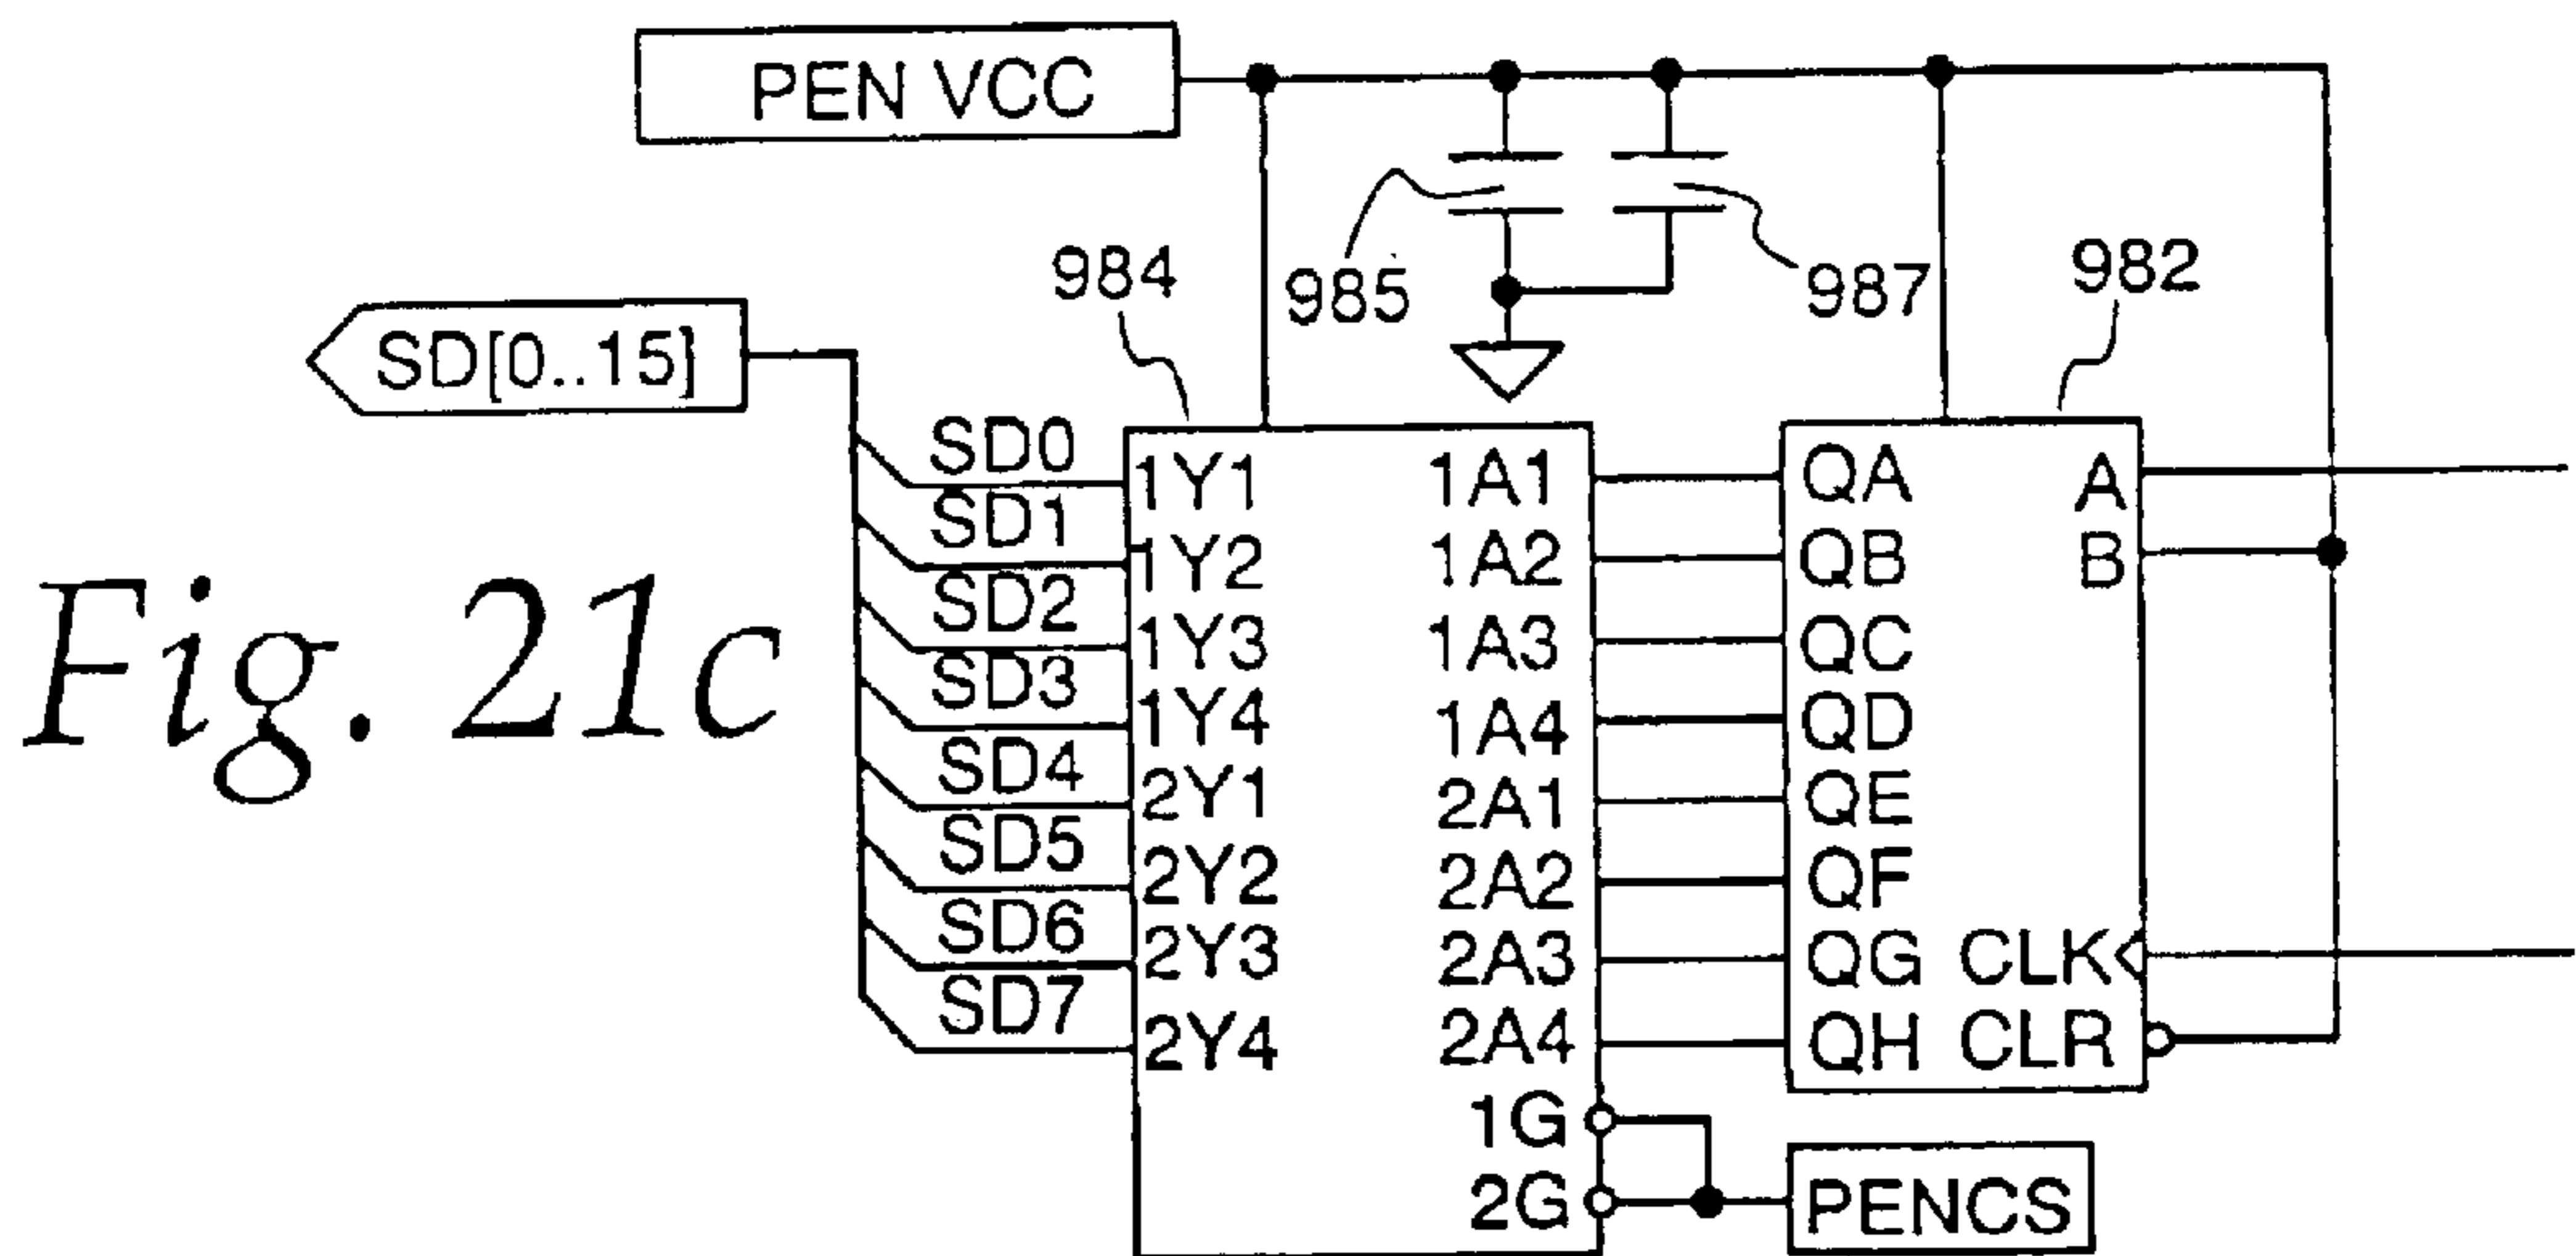 PEN VCC
984
985
987
982
SD[0..15]
Fig. 21c
SD0
SD1
SD2
SD3
SD4
SD5
SD6
SD7
1Y1
1Y2
1Y3
1Y4
2Y1
2Y2
2Y3
2Y4
1A1
1A2
1A3
1A4
2A1
2A2
2A3
2A4
1G
2G
QA
QB
QC
QD
QE
QF
QG
QH
A
B
CLK
CLR
PENCS